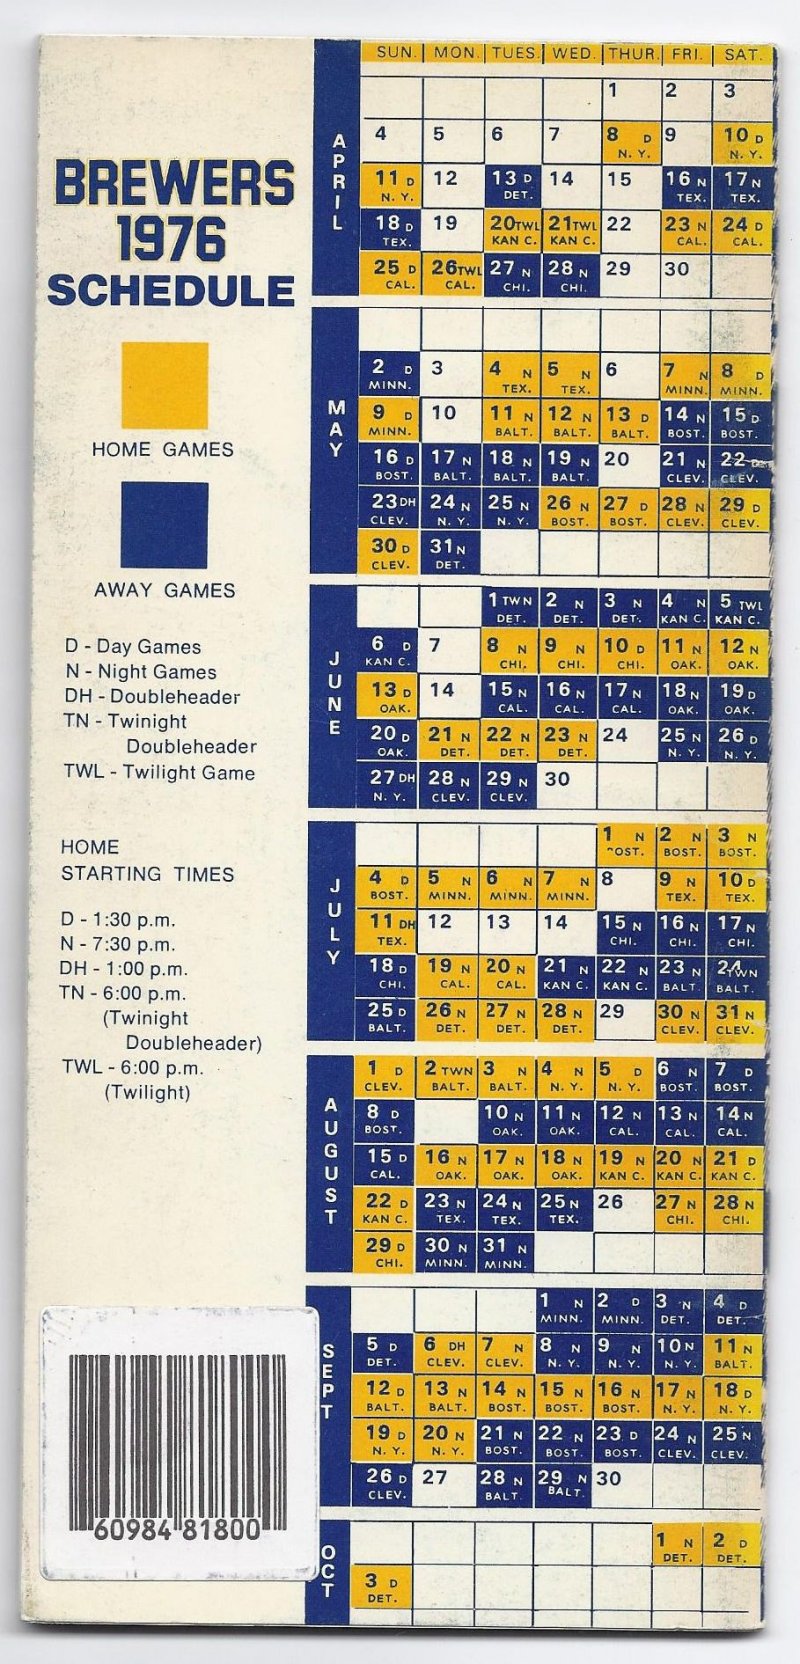 BREWERS
1976
SCHEDULE
HOME GAMES
AWAY GAMES
D - Day Games
N - Night Games
DH - Doubleheader
TN - Twinight
Doubleheader
TWL - Twilight Game
HOME
STARTING TIMES
D - 1:30 p.m.
N - 7:30 p.m.
DH - 1:00 p.m.
TN - 6:00 p.m.
(Twinight
Doubleheader)
TWL - 6:00 p.m.
(Twilight)
60984 81800
SUN. MON. TUES. WED. THUR. FRI. SAT.
APRIL
1 2 3
4 5 6 7 8 D 9 10 D
N. Y. N. Y.
11 D 12 13 D 14 15 16 N 17 N
N. Y. DET. TEX. TEX.
18 D 19 20 TWL 21 TWL 22 23 N 24 D
TEX. KAN C. KAN C. CAL. CAL.
25 D 26 TWL 27 N 28 N 29 30
CAL. CAL. CHI. CHI.
MAY
2 D 3 4 N 5 N 6 7 N 8 D
MINN. TEX. TEX. MINN. MINN.
9 D 10 11 N 12 N 13 D 14 N 15 D
MINN. BALT. BALT. BALT. BOST. BOST.
16 D 17 N 18 N 19 N 20 21 N 22
BOST. BALT. BALT. BALT. CLEV. CLEV.
23 DH 24 N 25 N 26 N 27 D 28 N 29 D
CLEV. N. Y. N. Y. BOST. BOST. CLEV. CLEV.
30 D 31 N
CLEV. DET.
JUNE
1 TWN 2 N 3 N 4 N 5 TWL
DET. DET. DET. KAN C. KAN C.
6 D 7 8 N 9 N 10 D 11 N 12 N
KAN C. CHI. CHI. CHI. OAK. OAK.
13 D 14 15 N 16 N 17 N 18 N 19 D
OAK. CAL. CAL. CAL. OAK. OAK.
20 D 21 N 22 N 23 N 24 25 N 26 D
OAK. DET. DET. DET. N. Y. N. Y.
27 DH 28 N 29 N 30
N. Y. CLEV. CLEV.
JULY
1 N 2 N 3 N
OST. BOST. BOST.
4 D 5 N 6 N 7 N 8 9 N 10 D
BOST. MINN. MINN. MINN. TEX. TEX.
11 DH 12 13 14 15 N 16 N 17 N
TEX. CHI. CHI. CHI.
18 D 19 N 20 N 21 N 22 N 23 N 24 TWN
CHI. CAL. CAL. KAN C. KAN C. BALT. BALT.
25 D 26 N 27 N 28 N 29 30 N 31 N
BALT. DET. DET. DET. CLEV. CLEV.
AUGUST
1 D 2 TWN 3 N 4 N 5 D 6 N 7 D
CLEV. BALT. BALT. N. Y. N. Y. BOST. BOST.
8 D 10 N 11 N 12 N 13 N 14 N
BOST. OAK. OAK. CAL. CAL. CAL.
15 D 16 N 17 N 18 N 19 N 20 N 21 D
CAL. OAK. OAK. OAK. KAN C. KAN C. KAN C.
22 D 23 N 24 N 25 N 26 27 N 28 N
KAN C. TEX. TEX. TEX. CHI. CHI.
29 D 30 N 31 N
CHI. MINN. MINN.
SEPT
1 N 2 D 3 N 4 D
MINN. MINN. DET. DET.
5 D 6 DH 7 N 8 N 9 N 10 N 11 N
DET. CLEV. CLEV. N. Y. N. Y. N. Y. BALT.
12 D 13 N 14 N 15 N 16 N 17 N 18 D
BALT. BALT. BOST. BOST. BOST. N. Y. N. Y.
19 D 20 N 21 N 22 N 23 D 24 N 25 N
N. Y. N. Y. BOST. BOST. BOST. CLEV. CLEV.
26 D 27 28 N 29 N 30
CLEV. BALT. BALT.
OCT
1 N 2 D
DET. DET.
3 D
DET.